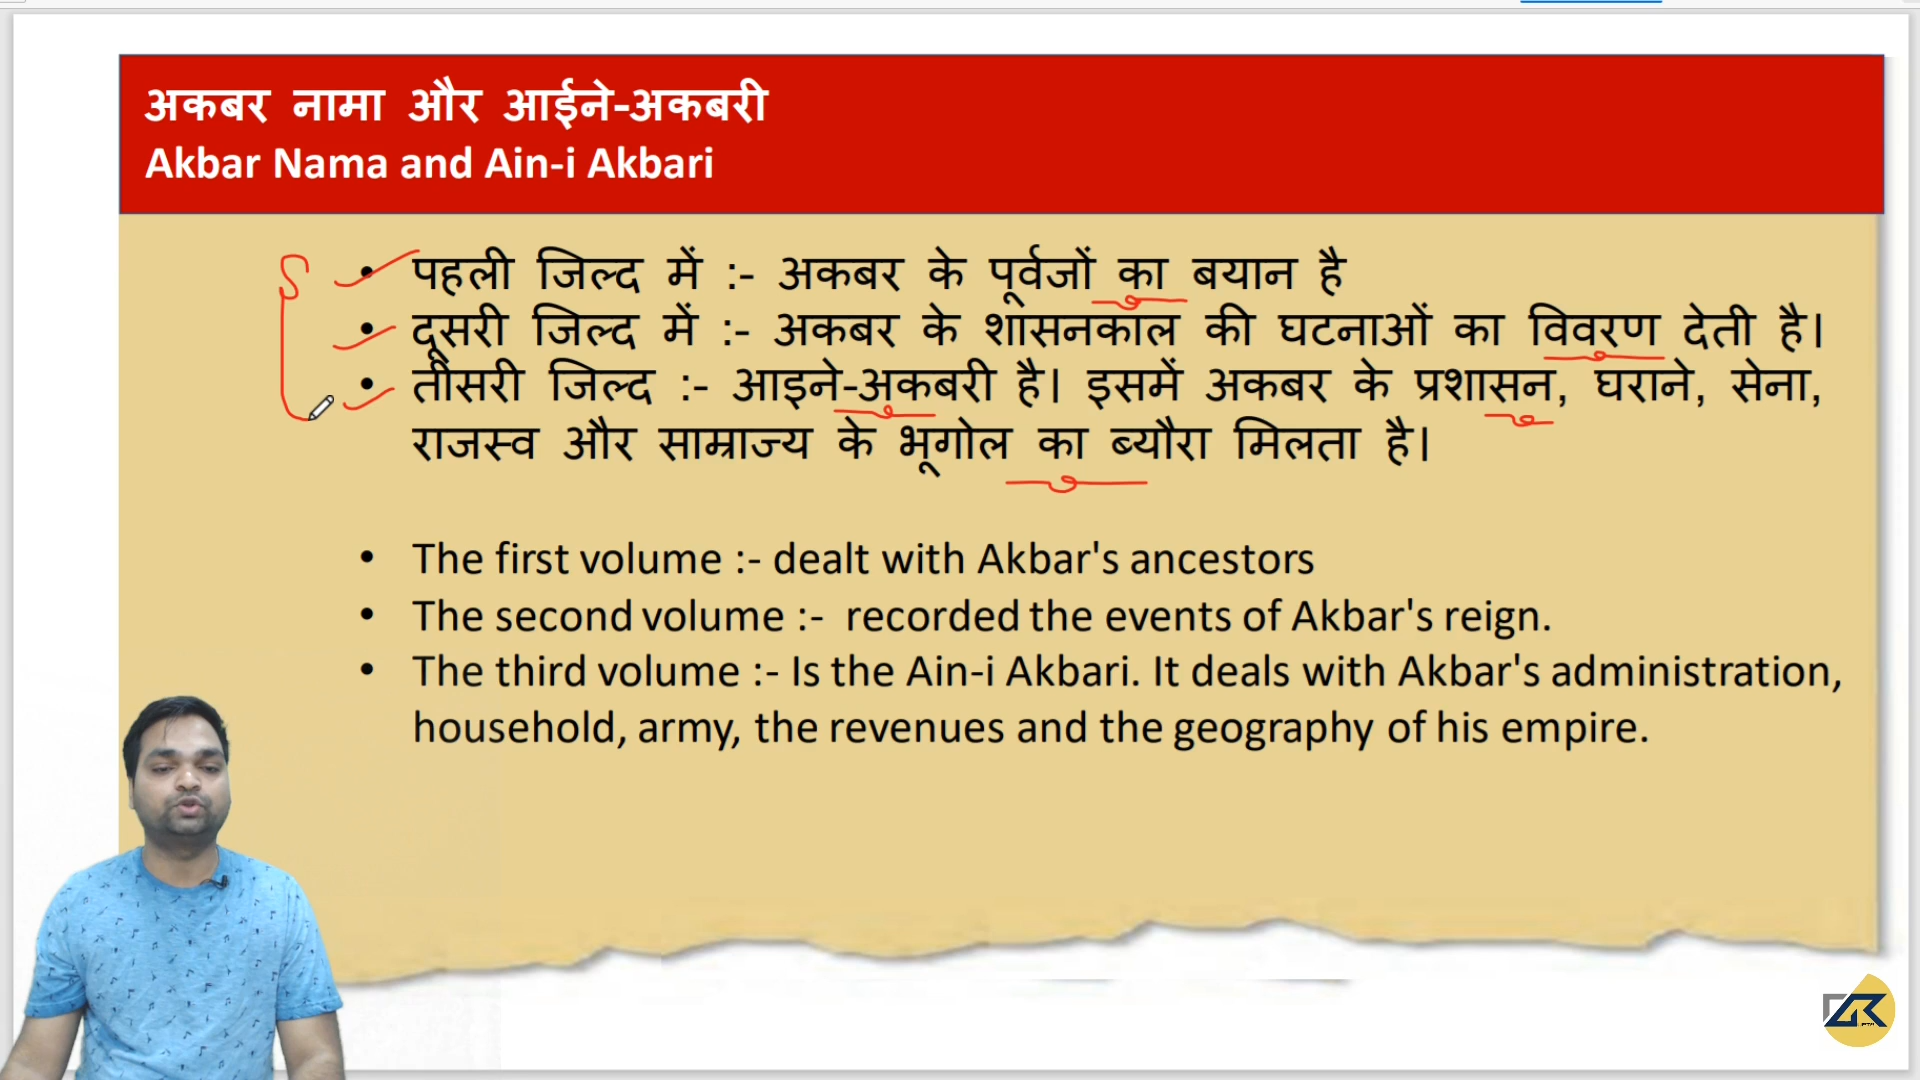 अकबर नामा और आईने-अकबरी
Akbar Nama and Ain-i Akbari
• पहली जिल्द में :- अकबर के पूर्वजों का बयान है
• दूसरी जिल्द में :- अकबर के शासनकाल की घटनाओं का विवरण देती है।
• तीसरी जिल्द :- आइने-अकबरी है। इसमें अकबर के प्रशासन, घराने, सेना,
राजस्व और साम्राज्य के भूगोल का ब्यौरा मिलता है।
• The first volume :- dealt with Akbar's ancestors
• The second volume :- recorded the events of Akbar's reign.
• The third volume :- Is the Ain-i Akbari. It deals with Akbar's administration,
household, army, the revenues and the geography of his empire.